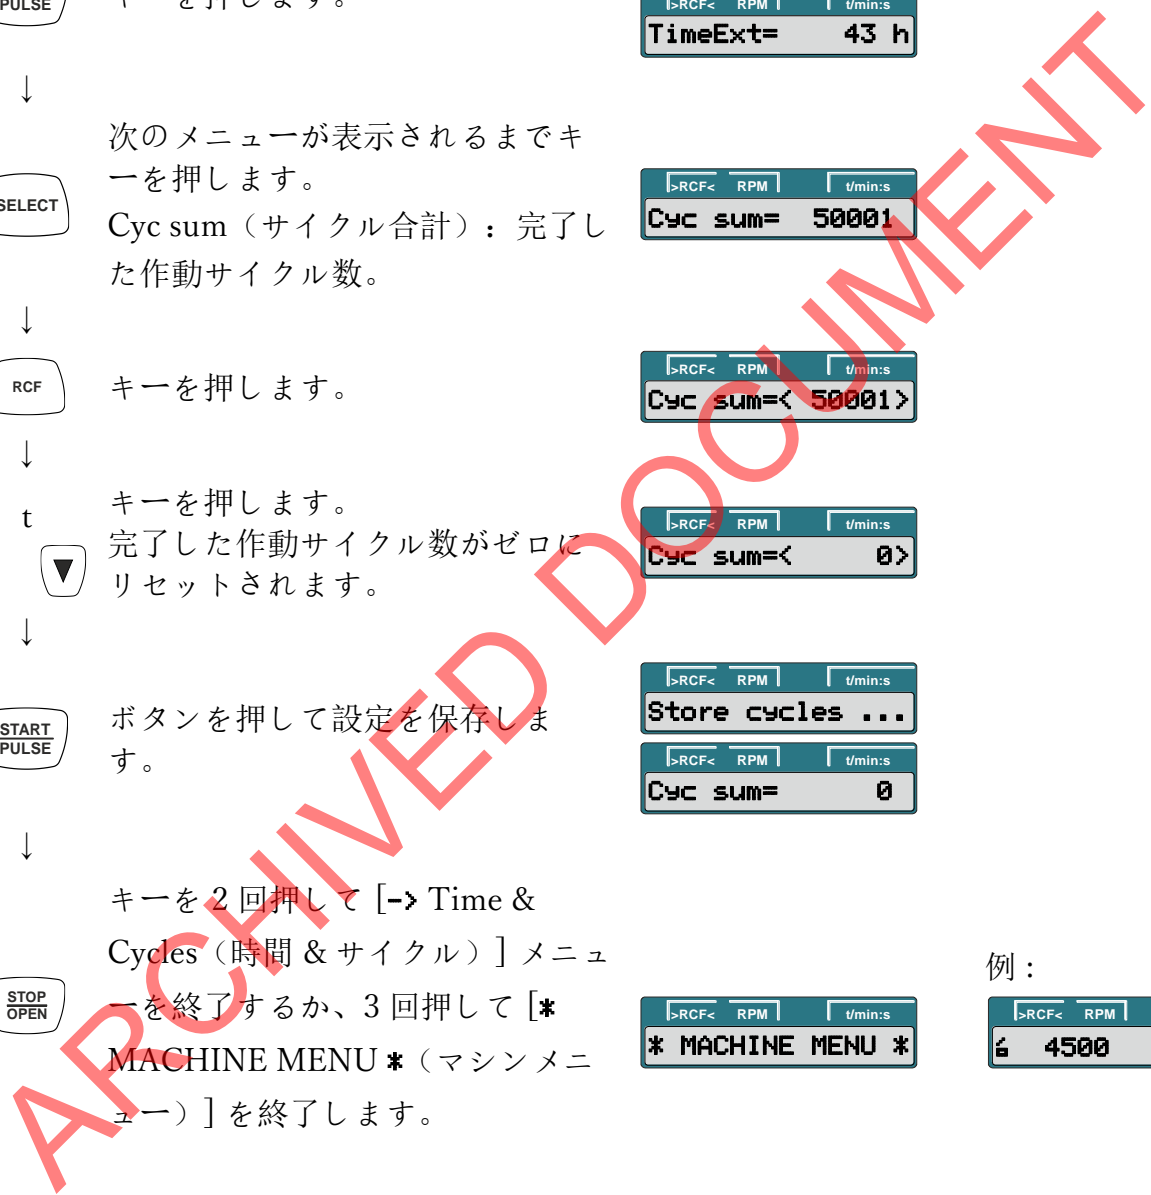 PULSE
キーを押します。
>RCF< RPM t/min:s
TimeExt= 43 h
↓
次のメニューが表示されるまでキ
ーを押します。
SELECT
Cyc sum（サイクル合計）：完了し
た作動サイクル数。
>RCF< RPM t/min:s
Cyc sum= 50001
↓
RCF
キーを押します。
>RCF< RPM t/min:s
Cyc sum=< 50001>
↓
t
▼
キーを押します。
完了した作動サイクル数がゼロに
リセットされます。
>RCF< RPM t/min:s
Cyc sum=< 0>
↓
START
PULSE
ボタンを押して設定を保存しま
す。
>RCF< RPM t/min:s
Store cycles ...
>RCF< RPM t/min:s
Cyc sum= 0
↓
STOP
OPEN
キーを 2 回押して [-> Time &
Cycles（時間 & サイクル）] メニュ
ーを終了するか、3 回押して [*
MACHINE MENU *（マシンメニ
ュー）] を終了します。
>RCF< RPM t/min:s
* MACHINE MENU *
例：
>RCF< RPM
4500
ARCHIVED DOCUMENT